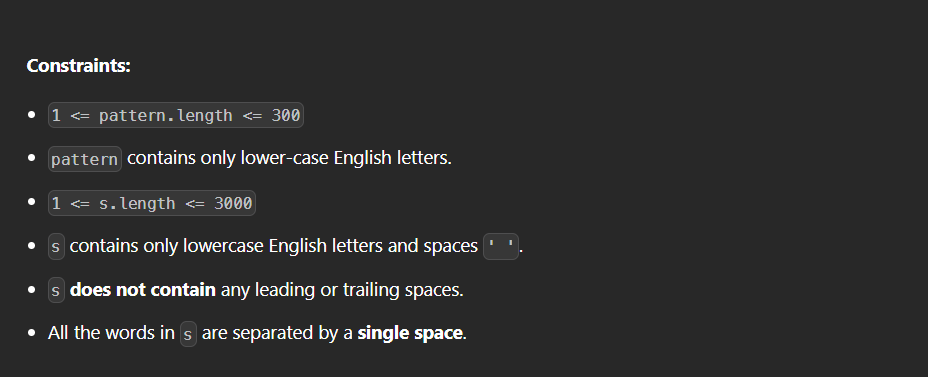 Constraints:
• 1 <= pattern.length <= 300
• pattern contains only lower-case English letters.
• 1 <= s.length <= 3000
• s contains only lowercase English letters and spaces ' '.
• s does not contain any leading or trailing spaces.
• All the words in s are separated by a single space.